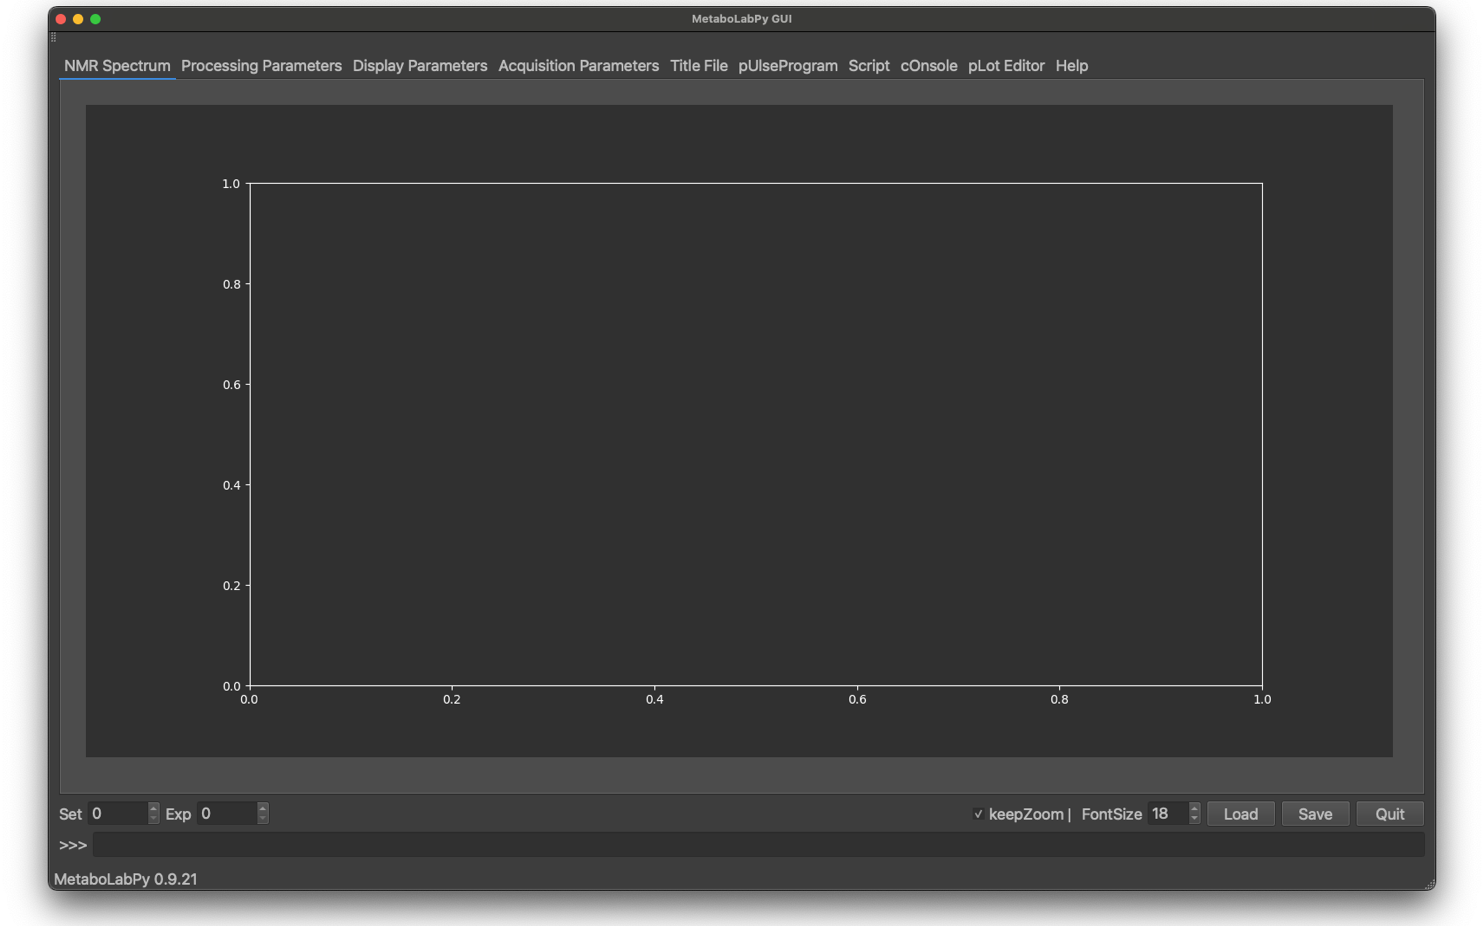 MetaboLabPy GUI
NMR Spectrum Processing Parameters Display Parameters Acquisition Parameters Title File pUlseProgram Script cOnsole pLot Editor Help
1.0
0.8
0.6
0.4
0.2
0.0
0.0 0.2 0.4 0.6 0.8 1.0
Set 0 Exp 0 keepZoom | FontSize 18 Load Save Quit
>>>
MetaboLabPy 0.9.21